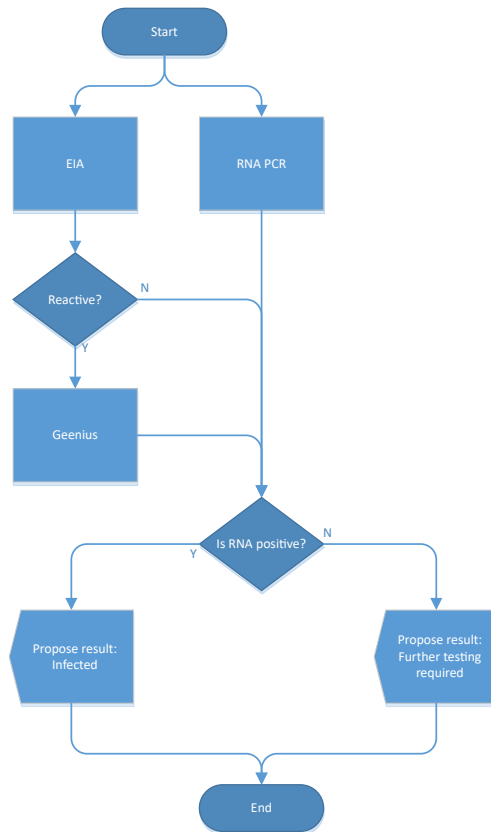 Start
EIA
RNA PCR
Reactive?
N
Y
Geenius
Is RNA positive?
N
Y
Propose result:
Infected
Propose result:
Further testing
required
End